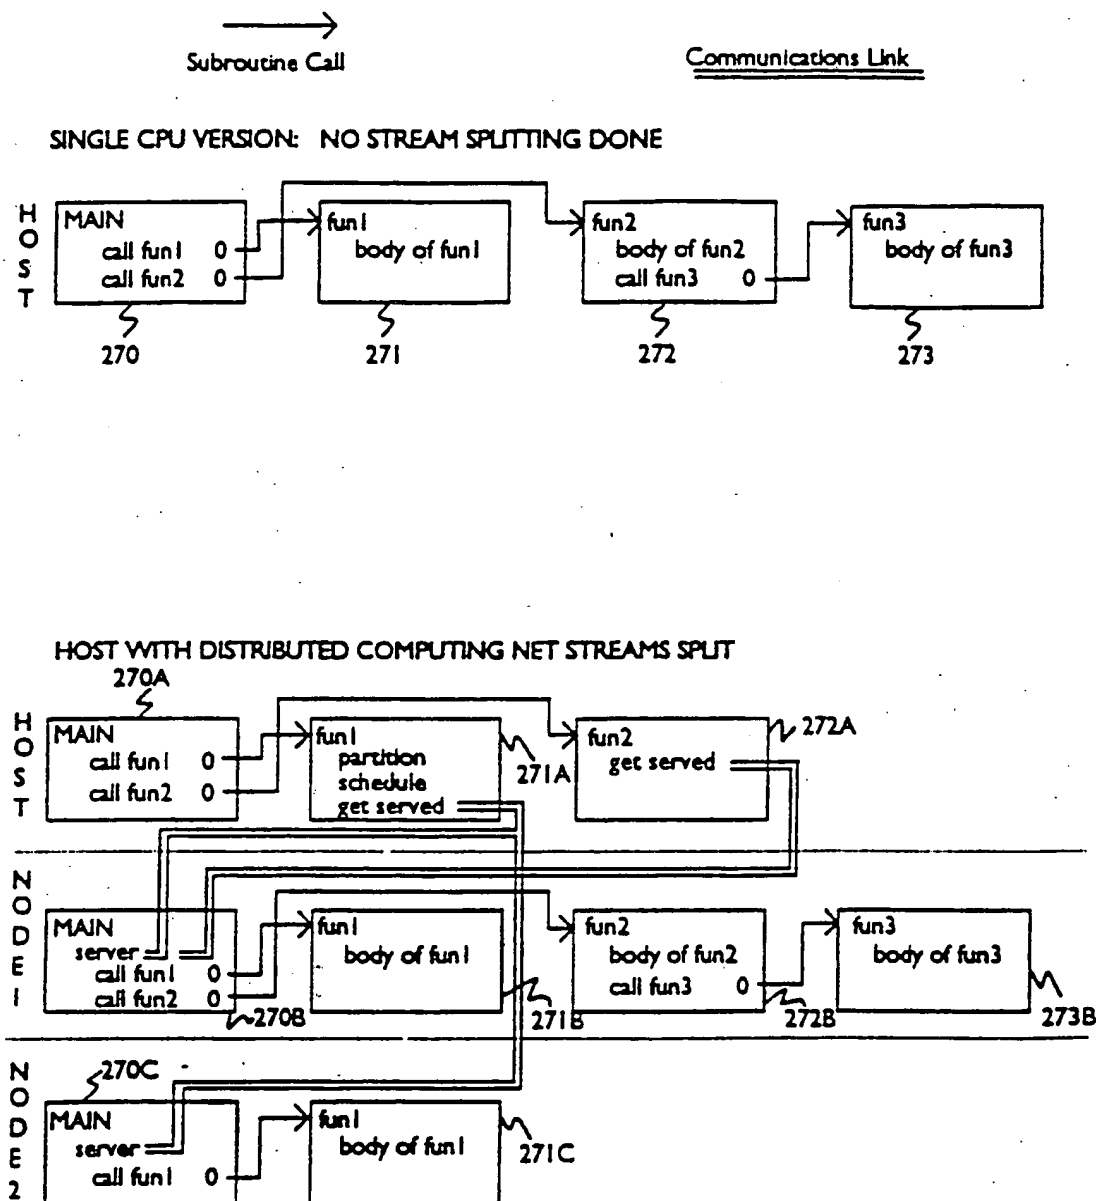 Subroutine Call
Communications Link
SINGLE CPU VERSION: NO STREAM SPLITTING DONE
HOST
MAIN
call fun1 0
call fun2 0
fun1
body of fun1
fun2
body of fun2
call fun3 0
fun3
body of fun3
270
271
272
273
HOST WITH DISTRIBUTED COMPUTING NET STREAMS SPLIT
270A
HOST
MAIN
call fun1 0
call fun2 0
fun1
partition
schedule
get served
271A
fun2
get served
272A
NODE 1
MAIN
server
call fun1 0
call fun2 0
270B
fun1
body of fun1
271B
fun2
body of fun2
call fun3 0
272B
fun3
body of fun3
273B
NODE 2
270C
MAIN
server
call fun1 0
fun1
body of fun1
271C